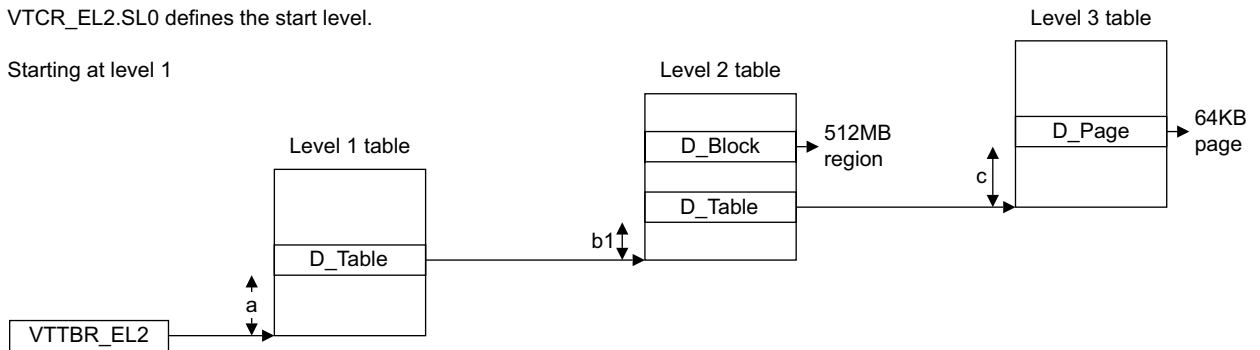 VTCR_EL2.SL0 defines the start level.
Starting at level 1
Level 1 table
D_Table
a
VTTBR_EL2
Level 2 table
D_Block
512MB
region
D_Table
b1
Level 3 table
D_Page
64KB
page
c